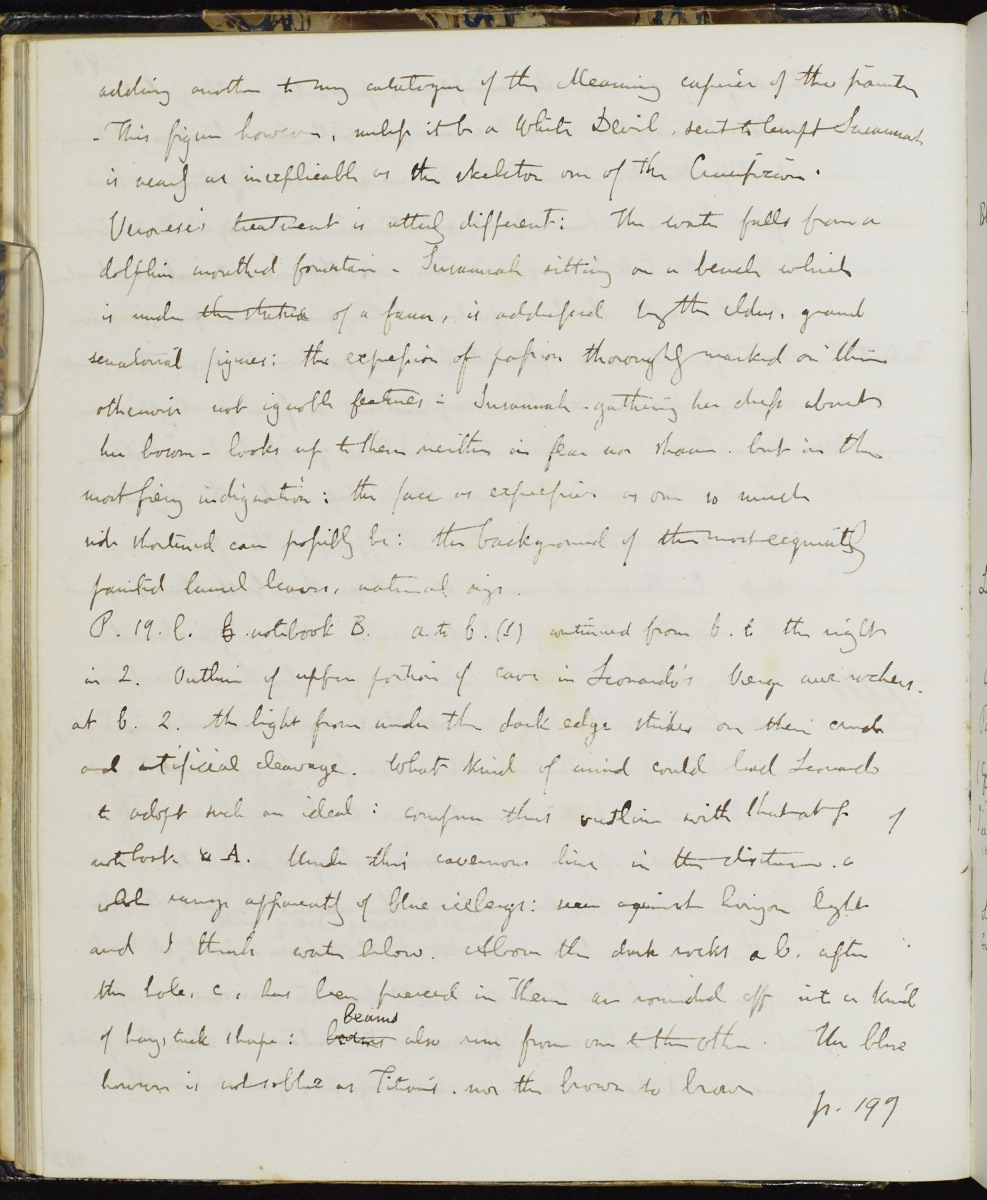 adding another to my catalogue of the Meaning caprices of this painter
- This figure however, unless it be a White Devil, sent to tempt Susannah
is nearly as inexplicable as the skeleton one of the Crucifixion.
Veronese's treatment is utterly different: The water falls from a
dolphin mouthed fountain - Susannah sitting on a bench which
is under the statue of a faun, is addressed by the elders, grand
senatorial figures: the expression of passion thoroughly marked on their
otherwise not ignoble features - Susannah - gathering her dress about
her bosom - looks up to them neither in fear nor shame. but in the
most fiery indignation: the face as expressive as one so much
side shortened can possibly be: the background of the most exquisitely
painted laurel leaves, natural size.
P. 19. l. notebook B. a. to b. (1) continued from b. to the right
in 2. Outline of upper portion of cave in Leonardo's Vierge aux rochers.
at b. 2. the light from under the dark edge strikes on their crude
and artificial cleavage. What kind of mind could lead Leonardo
to adopt such an ideal: compare this outline with that at p. of
notbook A. Under this cavernous line in the distance. a
whole range apparently of blue icebergs: seen against horizon light
and I think water below. Above the dark rocks a b. after
the hole, c, has been pierced in them are rounded off into a kind
of haystack shape: beams also run from one to the other. The blue
however is not so blue as Titian's. nor the brown so brown
p. 199